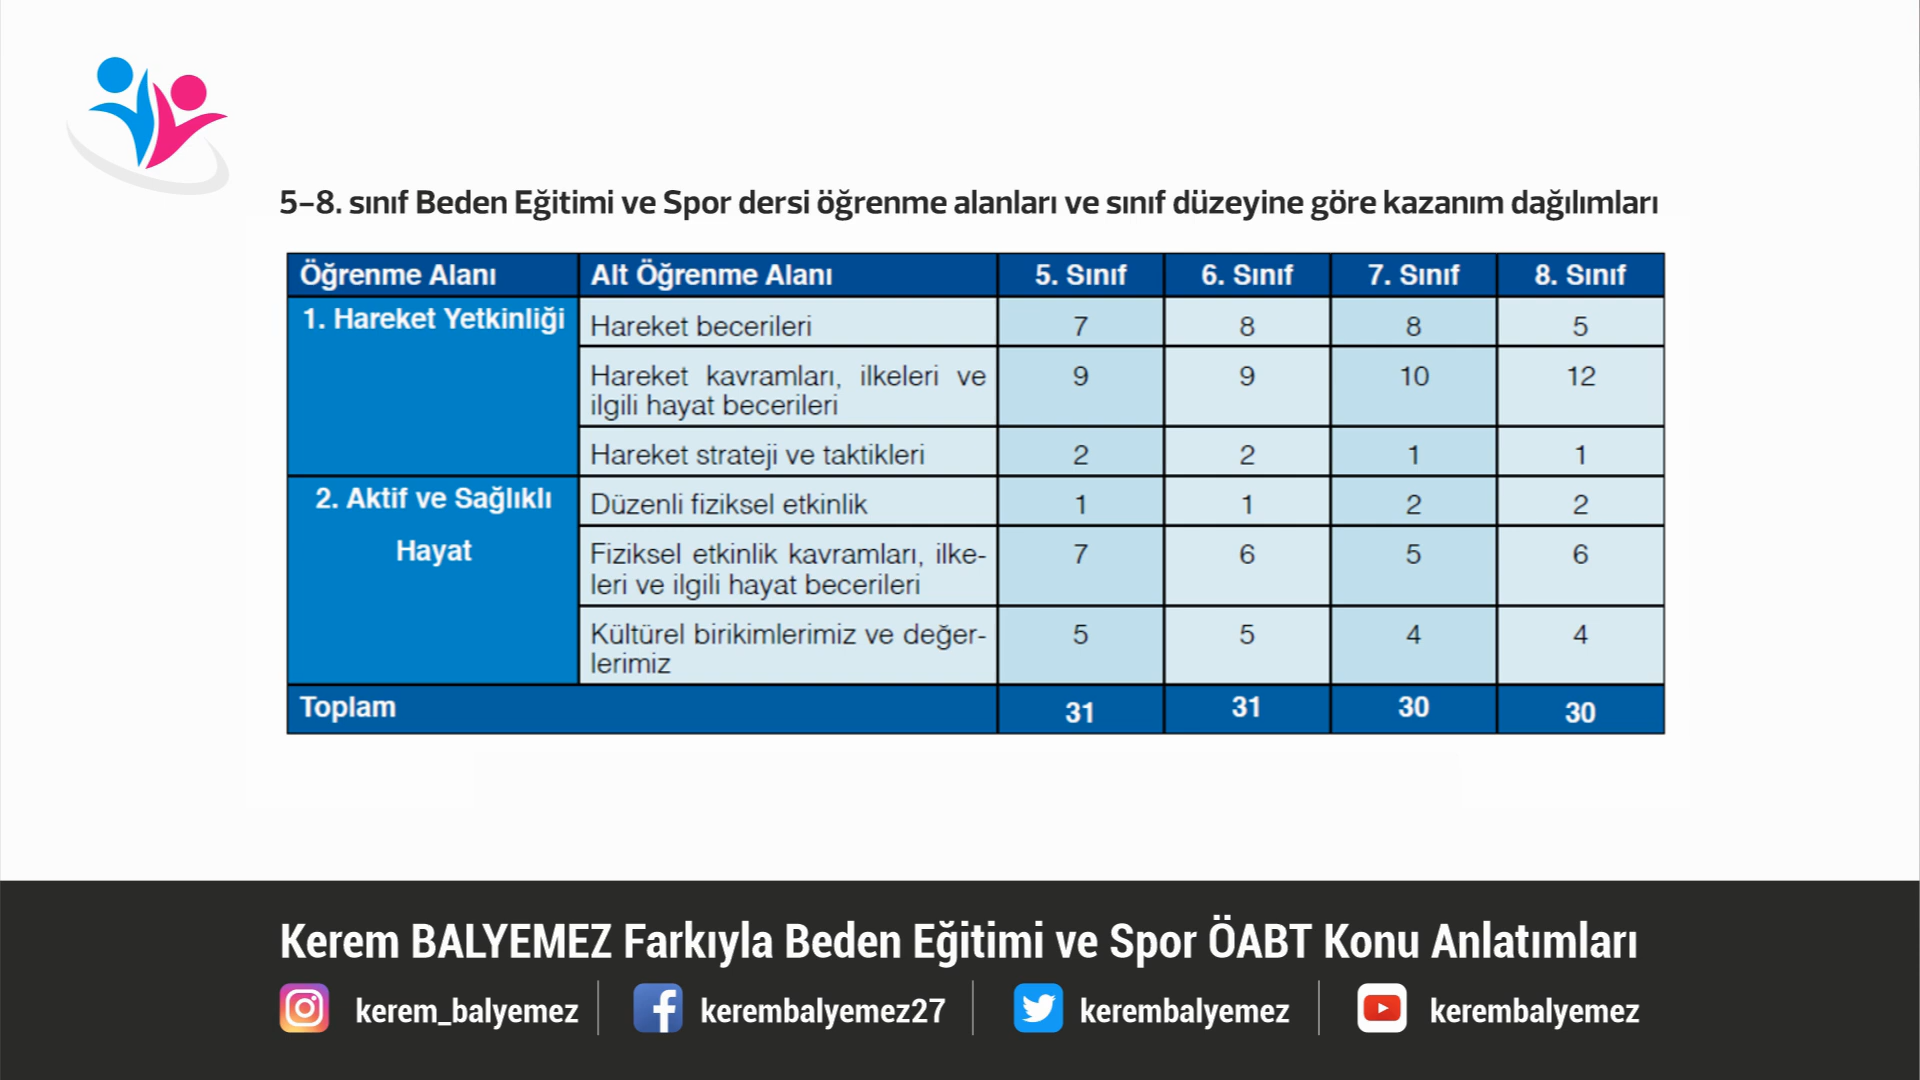 5-8. sınıf Beden Eğitimi ve Spor dersi öğrenme alanları ve sınıf düzeyine göre kazanım dağılımları
Öğrenme Alanı Alt Öğrenme Alanı 5. Sınıf 6. Sınıf 7. Sınıf 8. Sınıf
1. Hareket Yetkinliği Hareket becerileri 7 8 8 5
Hareket kavramları, ilkeleri ve 9 9 10 12
ilgili hayat becerileri
Hareket strateji ve taktikleri 2 2 1 1
2. Aktif ve Sağlıklı Düzenli fiziksel etkinlik 1 1 2 2
Hayat Fiziksel etkinlik kavramları, ilke- 7 6 5 6
leri ve ilgili hayat becerileri
Kültürel birikimlerimiz ve değer- 5 5 4 4
lerimiz
Toplam 31 31 30 30
Kerem BALYEMEZ Farkıyla Beden Eğitimi ve Spor ÖABT Konu Anlatımları
kerem_balyemez kerembalyemez27 kerembalyemez kerembalyemez